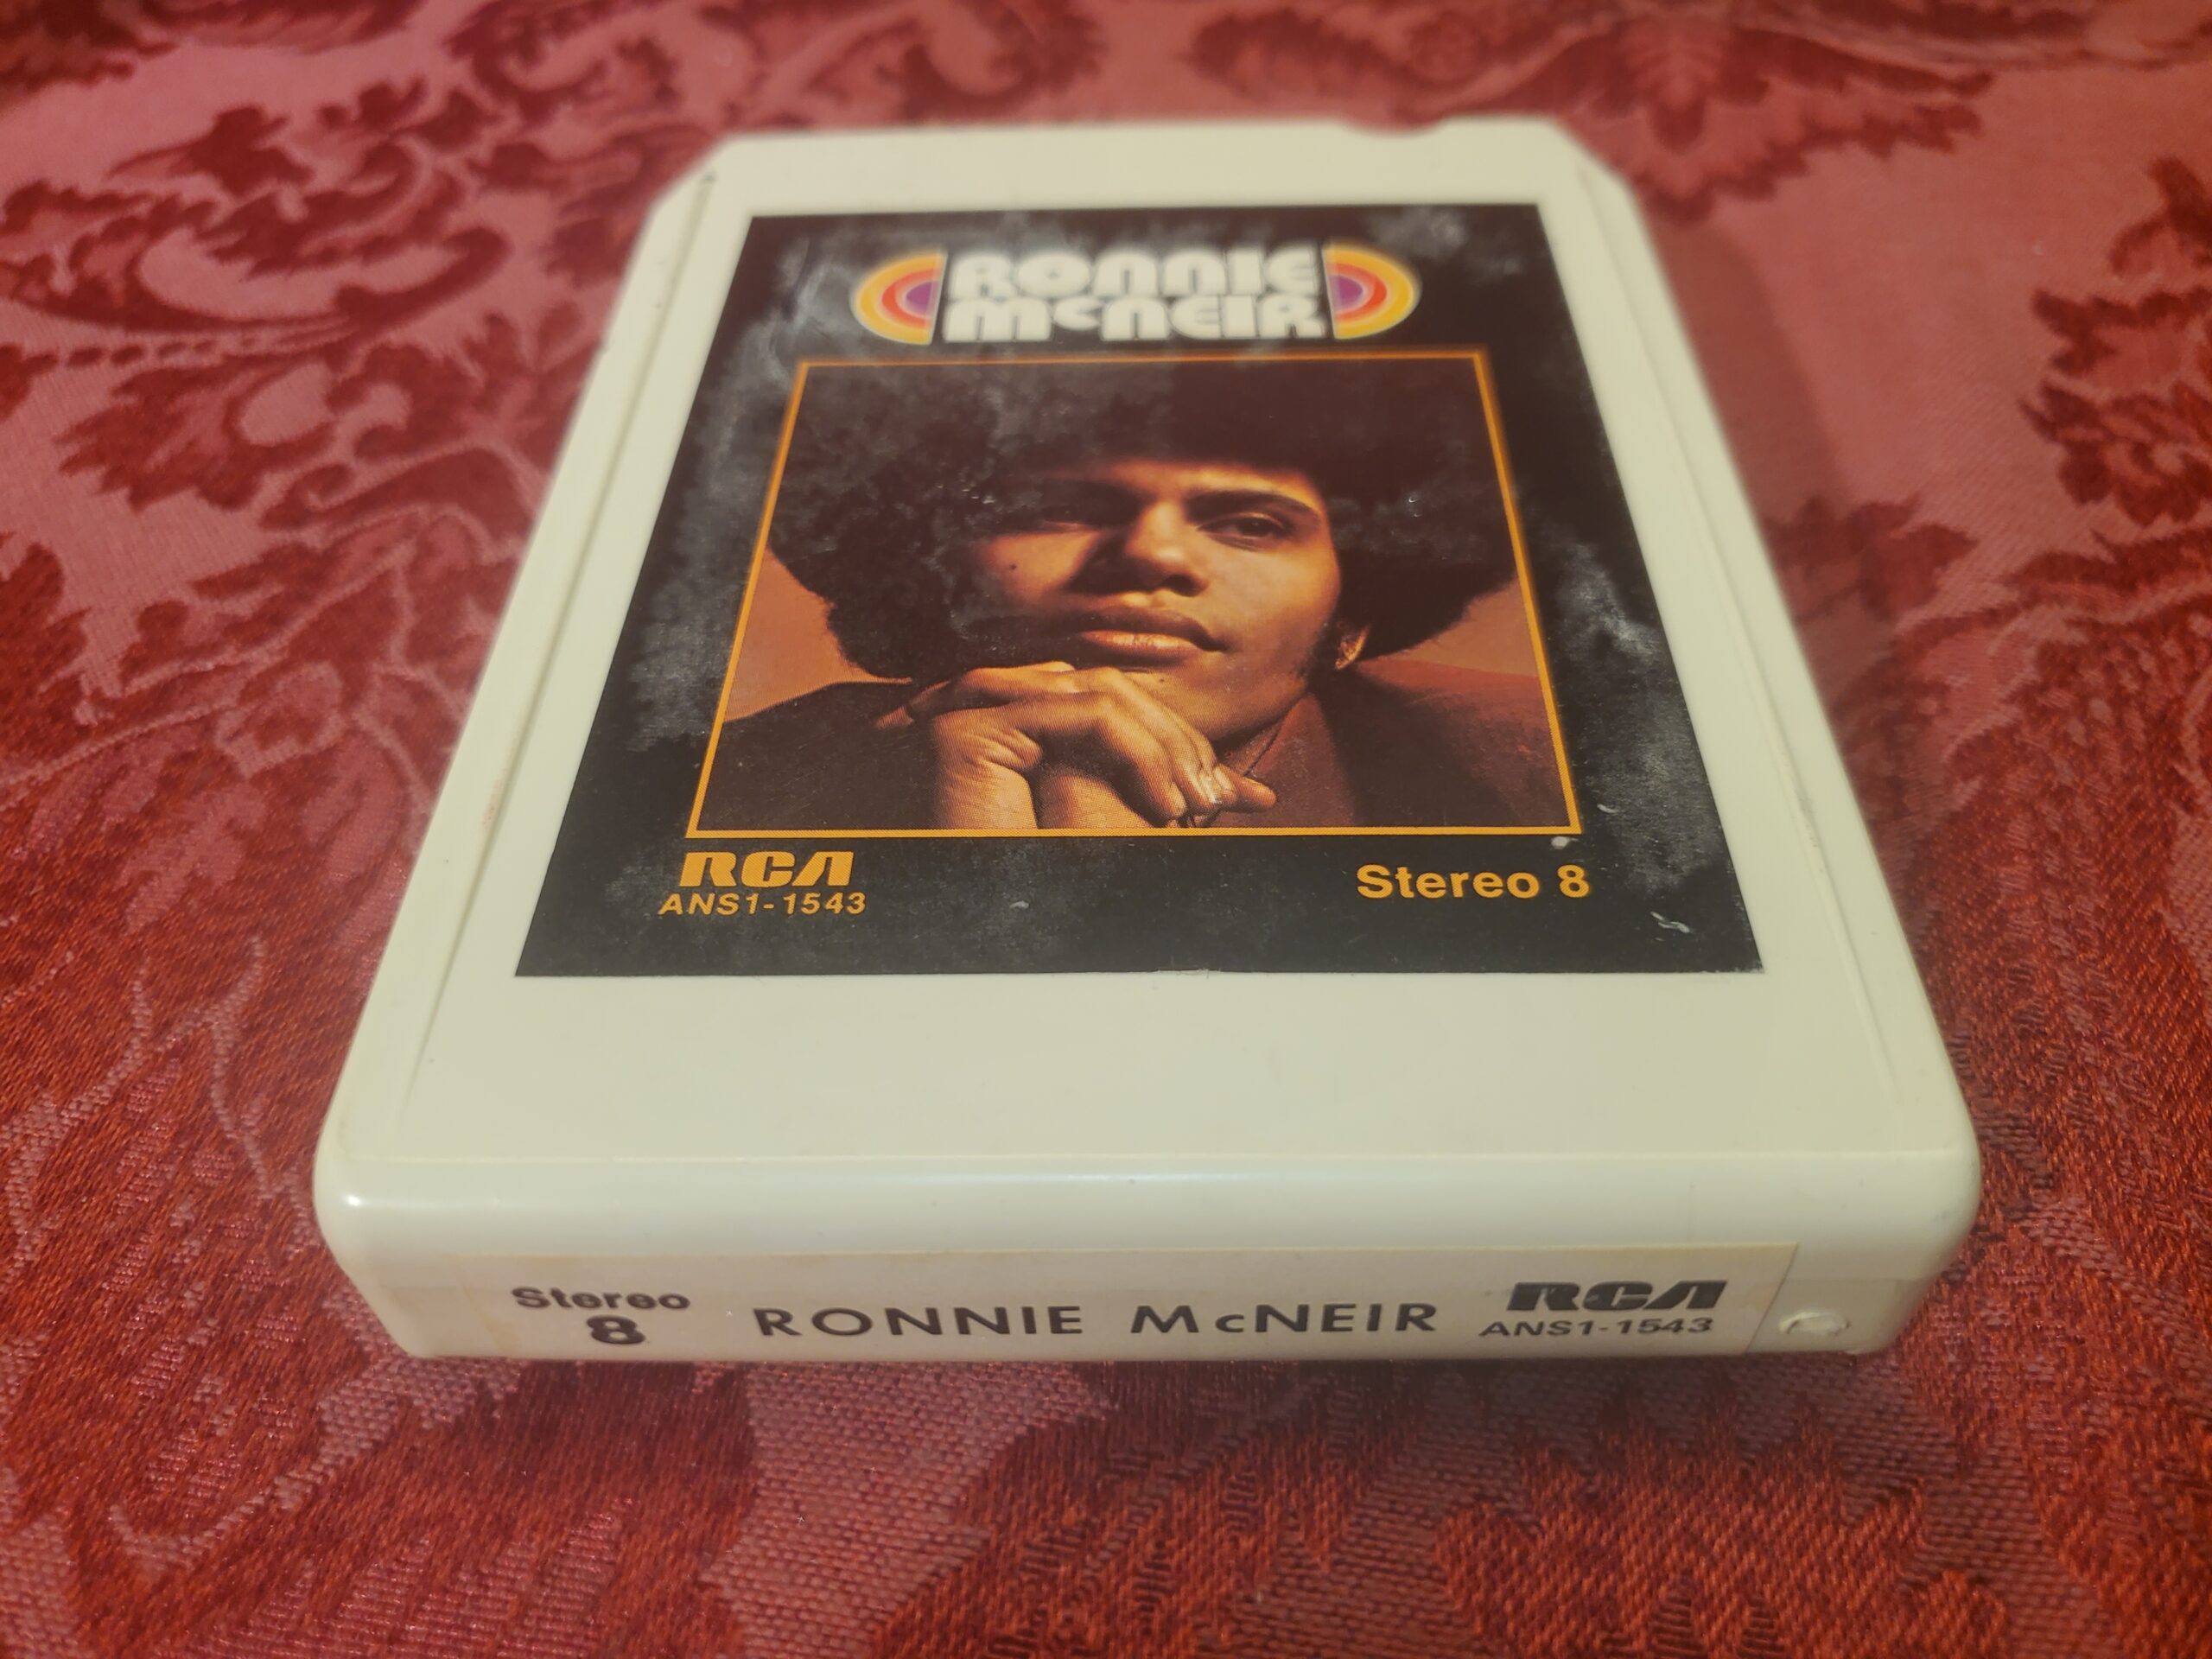 RONNIE
McNEIR
RCA
ANS1-1543
Stereo 8
Stereo
8
RONNIE McNEIR
RCA
ANS1-1543